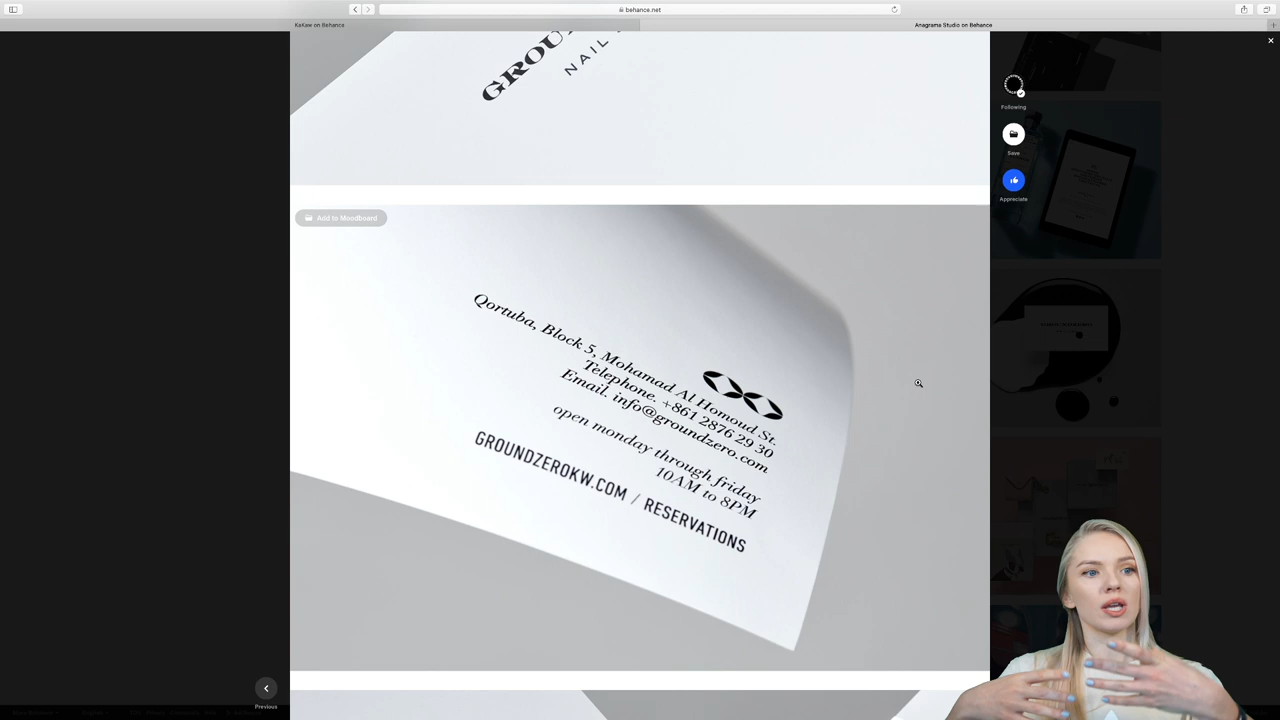 behance.net
KeKew on Behance
Anagrama Studio on Behance
NAIL
Following
Save
Appreciate
Add to Moodboard
Qortuba, Block 5, Mohamad Al Homoud St.
Telephone. +861 2876 29 30
Email. info@groundzero.com
open monday through friday
10AM to 8PM
GROUNDZEROKW.COM / RESERVATIONS
Previous